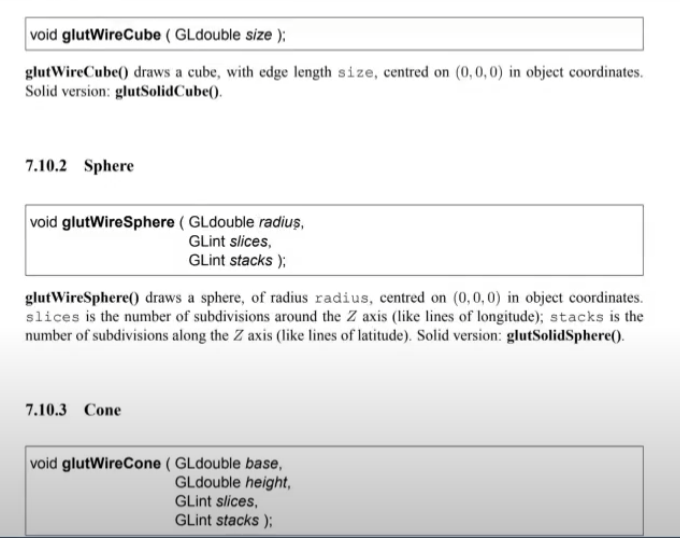 void glutWireCube ( GLdouble size );
glutWireCube() draws a cube, with edge length size, centred on (0,0,0) in object coordinates.
Solid version: glutSolidCube().
7.10.2 Sphere
void glutWireSphere ( GLdouble radius,
GLint slices,
GLint stacks );
glutWireSphere() draws a sphere, of radius radius, centred on (0,0,0) in object coordinates.
slices is the number of subdivisions around the Z axis (like lines of longitude); stacks is the
number of subdivisions along the Z axis (like lines of latitude). Solid version: glutSolidSphere().
7.10.3 Cone
void glutWireCone ( GLdouble base,
GLdouble height,
GLint slices,
GLint stacks );